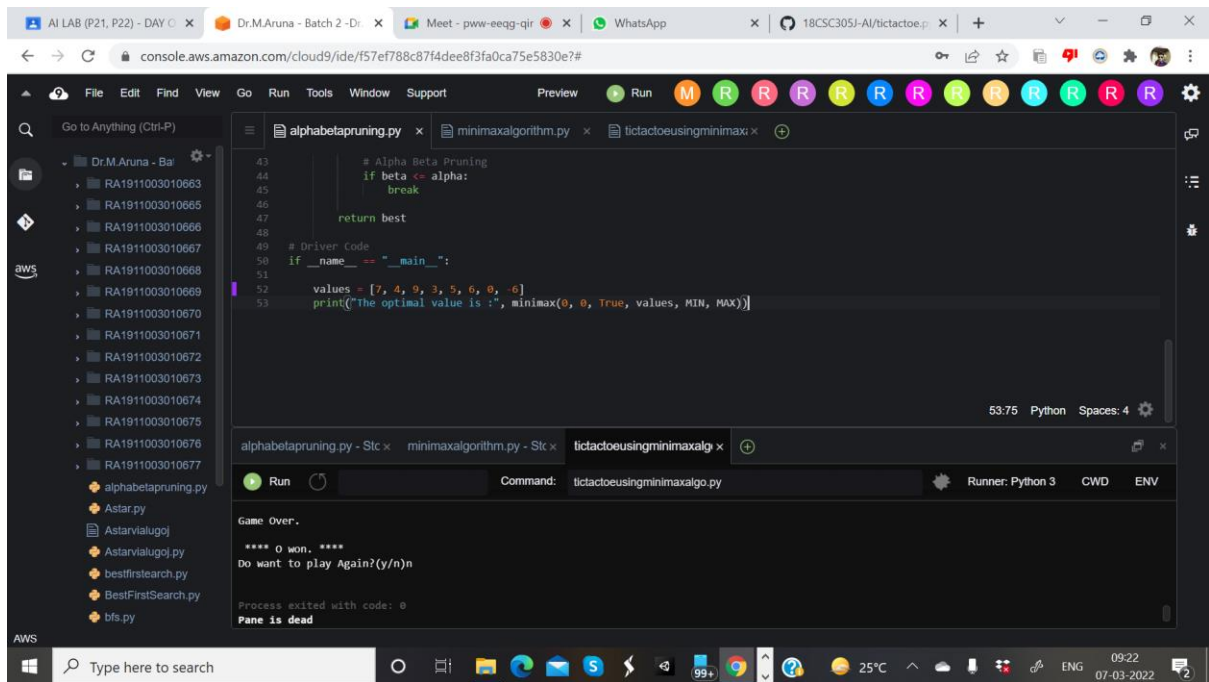 AI LAB (P21, P22) - DAY O
Dr.M.Aruna - Batch 2 -Dr.
Meet - pww-eeqg-qir
WhatsApp
18CSC305J-AI/tictactoe.p
console.aws.amazon.com/cloud9/ide/f57ef788c87f4dee8f3fa0ca75e5830e?#
File Edit Find View Go Run Tools Window Support Preview Run M R R R R R R R R R R R R
Go to Anything (Ctrl-P)
alphabetapruning.py
minimaxalgorithm.py
tictactoeusingminimax
Dr.M.Aruna - Ba
RA1911003010663
RA1911003010665
RA1911003010666
RA1911003010667
RA1911003010668
RA1911003010669
RA1911003010670
RA1911003010671
RA1911003010672
RA1911003010673
RA1911003010674
RA1911003010675
RA1911003010676
RA1911003010677
alphabetapruning.py
Astar.py
Astarvialugoj
Astarvialugoj.py
bestfirstearch.py
BestFirstSearch.py
bfs.py
aws
AWS
43 # Alpha Beta Pruning
44 if beta <= alpha:
45 break
46
47 return best
48
49 # Driver Code
50 if __name__ == "__main__":
51
52 values = [7, 4, 9, 3, 5, 6, 0, -6]
53 print("The optimal value is :", minimax(0, 0, True, values, MIN, MAX))
53:75 Python Spaces: 4
alphabetapruning.py - Stc
minimaxalgorithm.py - Stc
tictactoeusingminimaxalg
Run Command: tictactoeusingminimaxalgo.py Runner: Python 3 CWD ENV
Game Over.
**** O won. ****
Do want to play Again?(y/n)n
Process exited with code: 0
Pane is dead
Type here to search
99+
25°C
ENG
09:22
07-03-2022
2